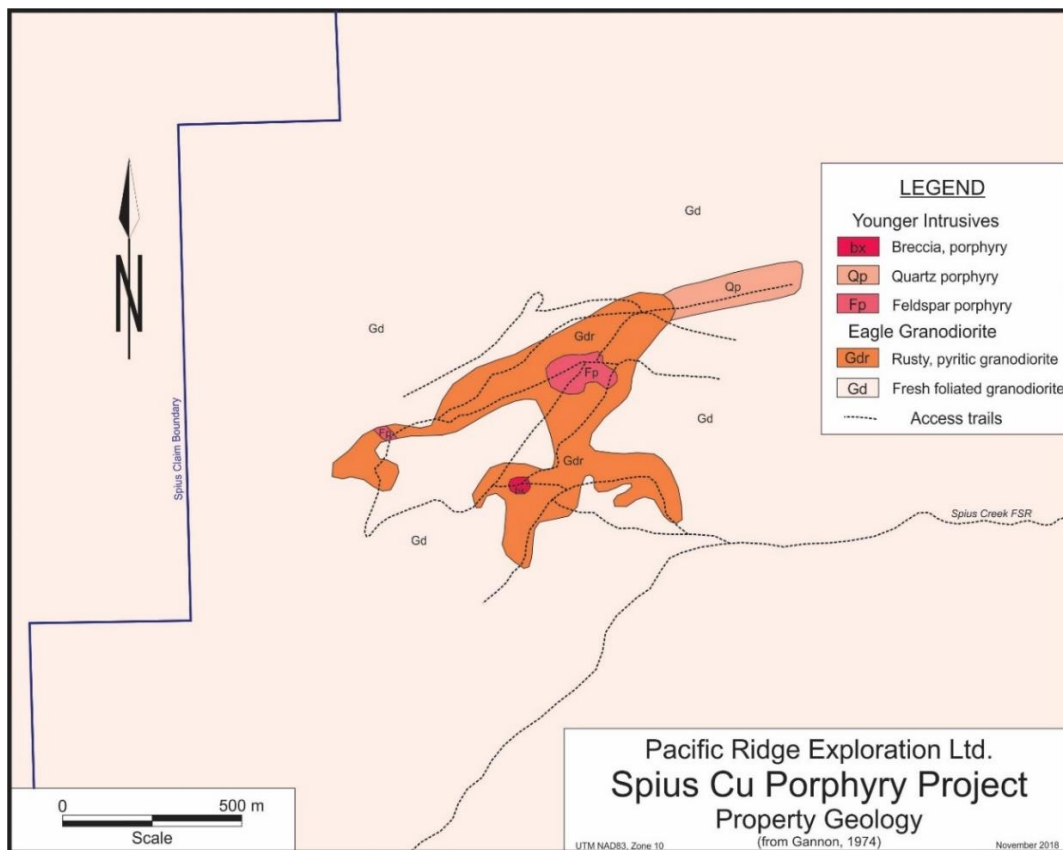 Gd
LEGEND
Younger Intrusives
bx Breccia, porphyry
Qp Quartz porphyry
Fp Feldspar porphyry
Eagle Granodiorite
Gdr Rusty, pyritic granodiorite
Gd Fresh foliated granodiorite
Access trails
N
Qp
Gd
Gdr
Fp
Gd
Fp
Spius Claim Boundary
Gdr
bx
Spius Creek FSR
Gd
Pacific Ridge Exploration Ltd.
Spius Cu Porphyry Project
Property Geology
(from Gannon, 1974)
UTM NAD83, Zone 10
November 2018
0 500 m
Scale